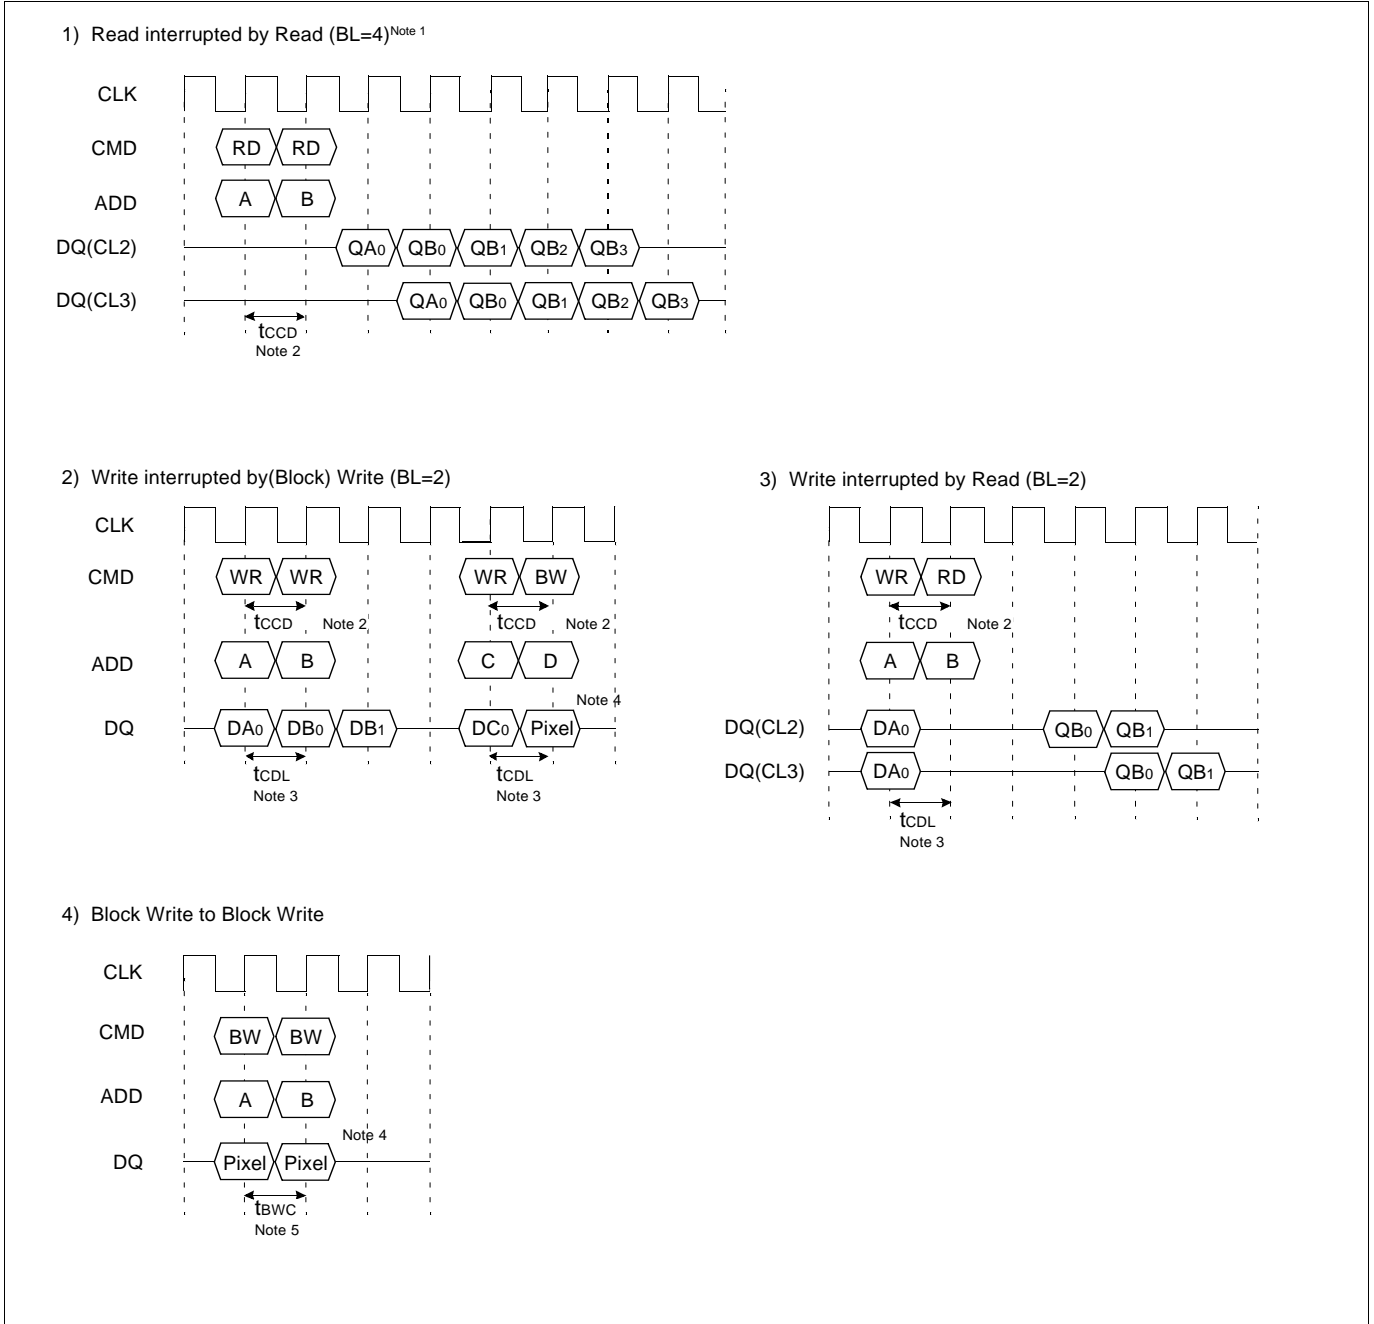 1) Read interrupted by Read (BL=4)Note 1
CLK
CMD RD RD
ADD A B
DQ(CL2) QA0 QB0 QB1 QB2 QB3
DQ(CL3) QA0 QB0 QB1 QB2 QB3
tCCD
Note 2
2) Write interrupted by(Block) Write (BL=2)
CLK
CMD WR WR WR BW
tCCD Note 2 tCCD Note 2
ADD A B C D
Note 4
DQ DA0 DB0 DB1 DC0 Pixel
tCDL tCDL
Note 3 Note 3
3) Write interrupted by Read (BL=2)
WR RD
tCCD Note 2
A B
DQ(CL2) DA0 QB0 QB1
DQ(CL3) DA0 QB0 QB1
tCDL
Note 3
4) Block Write to Block Write
CLK
CMD BW BW
ADD A B
Note 4
DQ Pixel Pixel
tBWC
Note 5